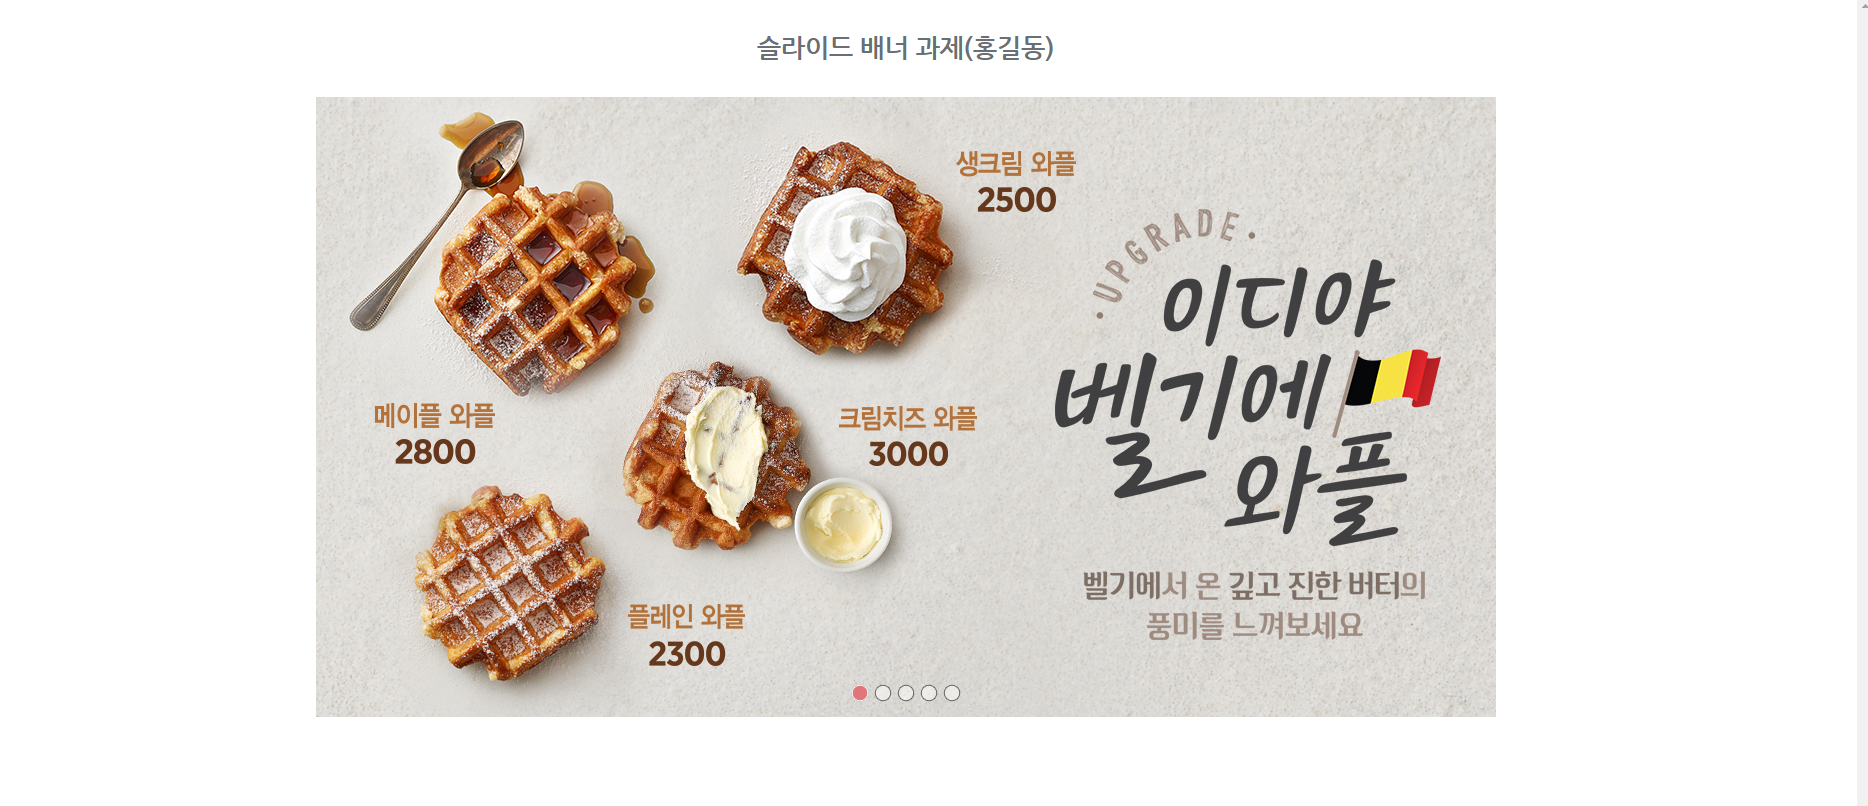 슬라이드 배너 과제(홍길동)
생크림 와플
2500
메이플 와플
2800
크림치즈 와플
3000
플레인 와플
2300
UPGRADE
이디야
벨기에
와플
벨기에서 온 깊고 진한 버터의
풍미를 느껴보세요